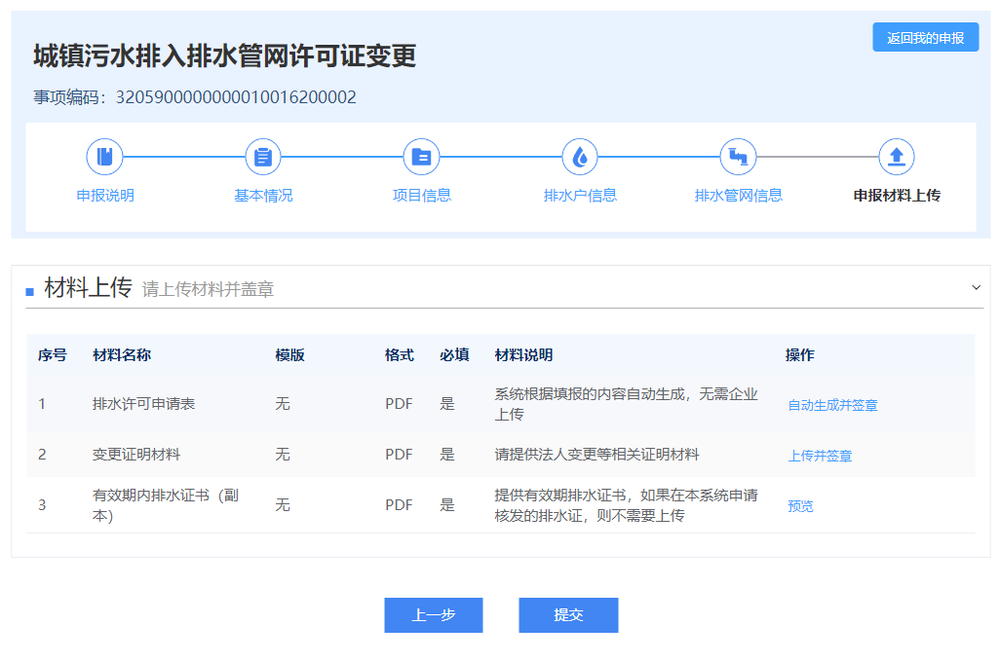 返回我的申报
城镇污水排入排水管网许可证变更
事项编码：3205900000000010016200002
申报说明 基本情况 项目信息 排水户信息 排水管网信息 申报材料上传
材料上传 请上传材料并盖章
序号 材料名称 模版 格式 必填 材料说明 操作
1 排水许可申请表 无 PDF 是 系统根据填报的内容自动生成，无需企业
上传 自动生成并签章
2 变更证明材料 无 PDF 是 请提供法人变更等相关证明材料 上传并签章
3 有效期内排水证书（副
本） 无 PDF 是 提供有效期排水证书，如果在本系统申请
核发的排水证，则不需要上传 预览
上一步 提交